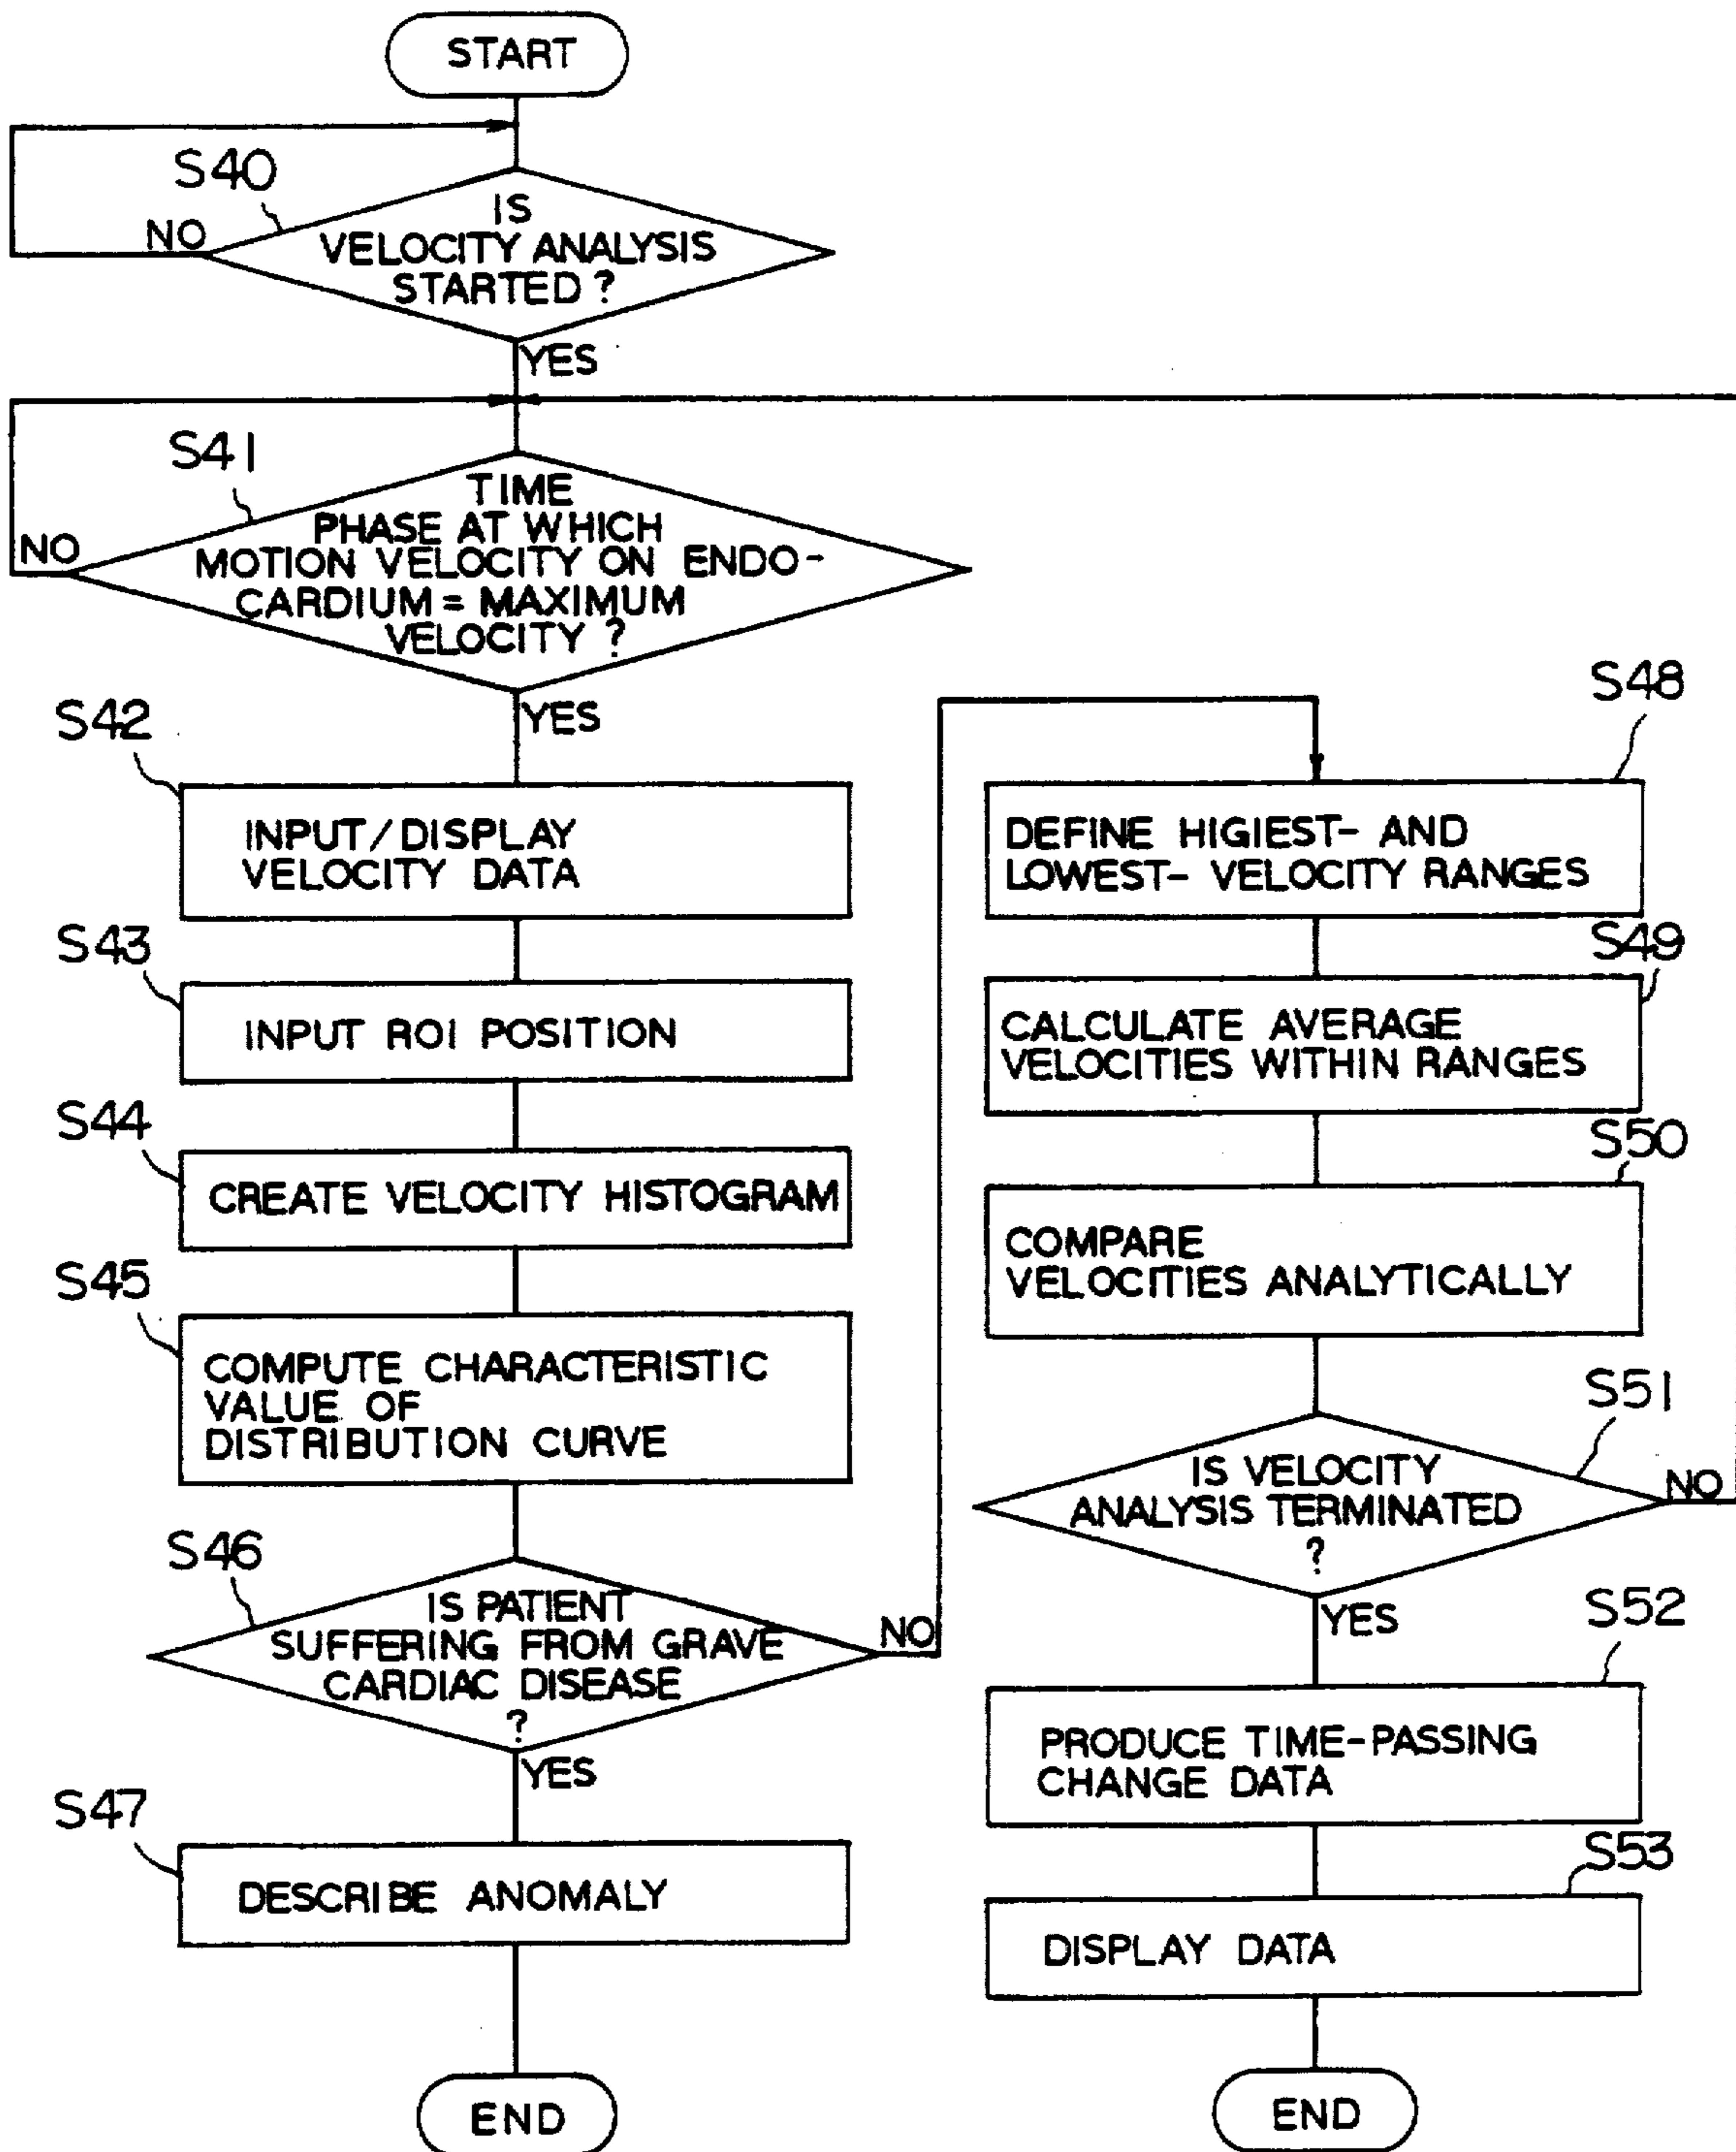 START
S40
IS
VELOCITY ANALYSIS
STARTED ?
NO
YES
S41
TIME
PHASE AT WHICH
MOTION VELOCITY ON ENDO-
CARDIUM = MAXIMUM
VELOCITY ?
NO
YES
S42
INPUT/DISPLAY
VELOCITY DATA
S43
INPUT ROI POSITION
S44
CREATE VELOCITY HISTOGRAM
S45
COMPUTE CHARACTERISTIC
VALUE OF
DISTRIBUTION CURVE
S46
IS PATIENT
SUFFERING FROM GRAVE
CARDIAC DISEASE
?
NO
YES
S47
DESCRIBE ANOMALY
END
S48
DEFINE HIGIEST- AND
LOWEST- VELOCITY RANGES
S49
CALCULATE AVERAGE
VELOCITIES WITHIN RANGES
S50
COMPARE
VELOCITIES ANALYTICALLY
S51
IS VELOCITY
ANALYSIS TERMINATED
?
NO
YES
S52
PRODUCE TIME-PASSING
CHANGE DATA
S53
DISPLAY DATA
END